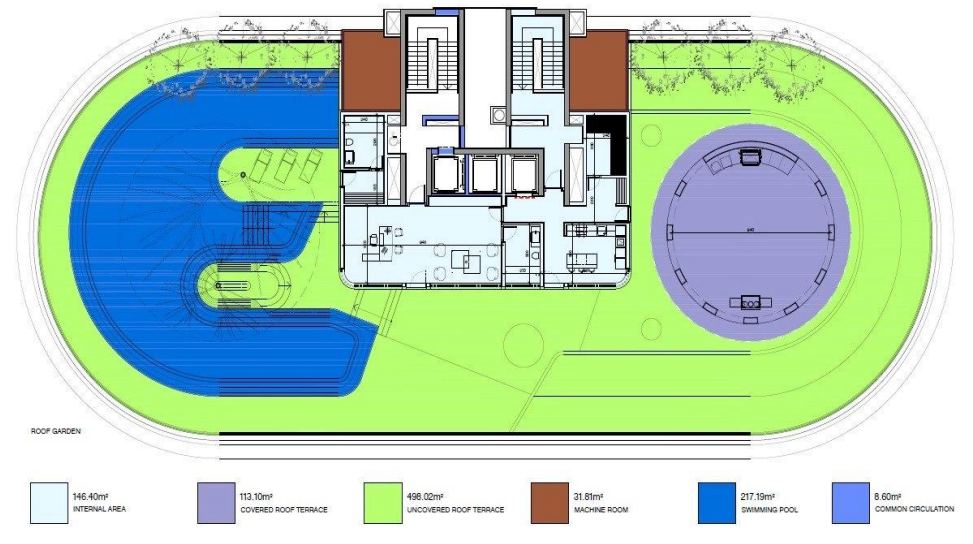 ROOF GARDEN
146.40m²
INTERNAL AREA
113.10m²
COVERED ROOF TERRACE
498.02m²
UNCOVERED ROOF TERRACE
31.81m²
MACHINE ROOM
217.19m²
SWIMMING POOL
8.60m²
COMMON CIRCULATION